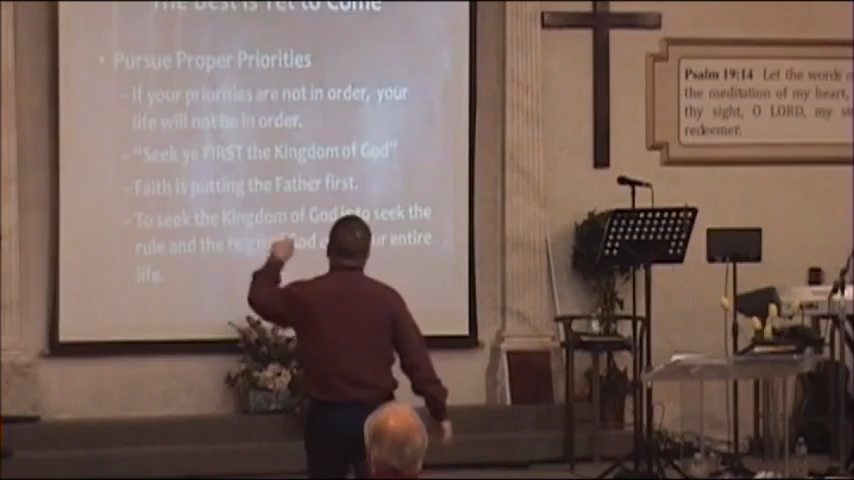 The Best is Yet to Come
• Pursue Proper Priorities
– If your priorities are not in order, your
life will not be in order.
– "Seek ye FIRST the Kingdom of God"
– Faith is putting the Father first.
– To seek the Kingdom of God is to seek the
rule and the reign of God your entire
life.
Psalm 19:14 Let the words o
the meditation of my heart,
thy sight, O LORD, my st
redeemer.